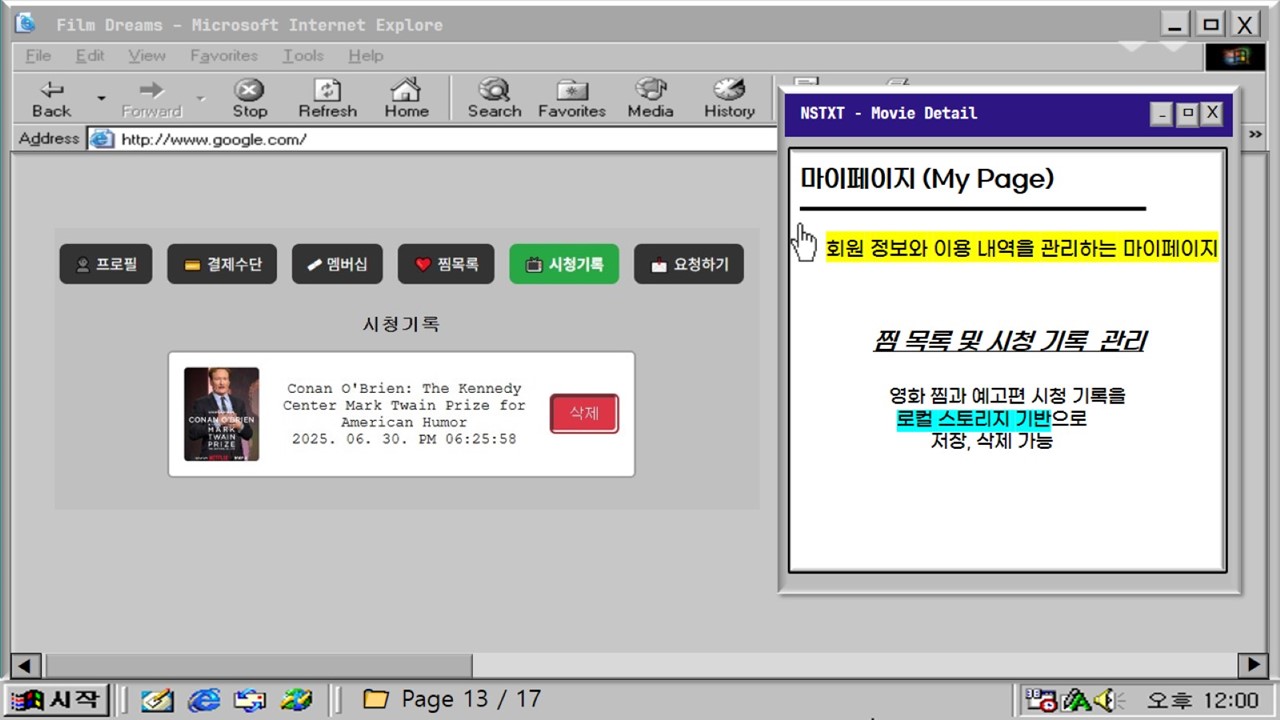 Film Dreams - Microsoft Internet Explore
File Edit View Favorites Tools Help
Back Forward Stop Refresh Home Search Favorites Media History
Address http://www.google.com/
프로필 결제수단 멤버십 찜목록 시청기록 요청하기
시청기록
CONAN O'BRIEN
MARK
TWAIN
PRIZE
NETFLIX
Conan O'Brien: The Kennedy
Center Mark Twain Prize for
American Humor
2025. 06. 30. PM 06:25:58
삭제
NSTXT - Movie Detail
마이페이지 (My Page)
회원 정보와 이용 내역을 관리하는 마이페이지
찜 목록 및 시청 기록 관리
영화 찜과 예고편 시청 기록을
로컬 스토리지 기반으로
저장, 삭제 가능
시작 Page 13 / 17 오후 12:00